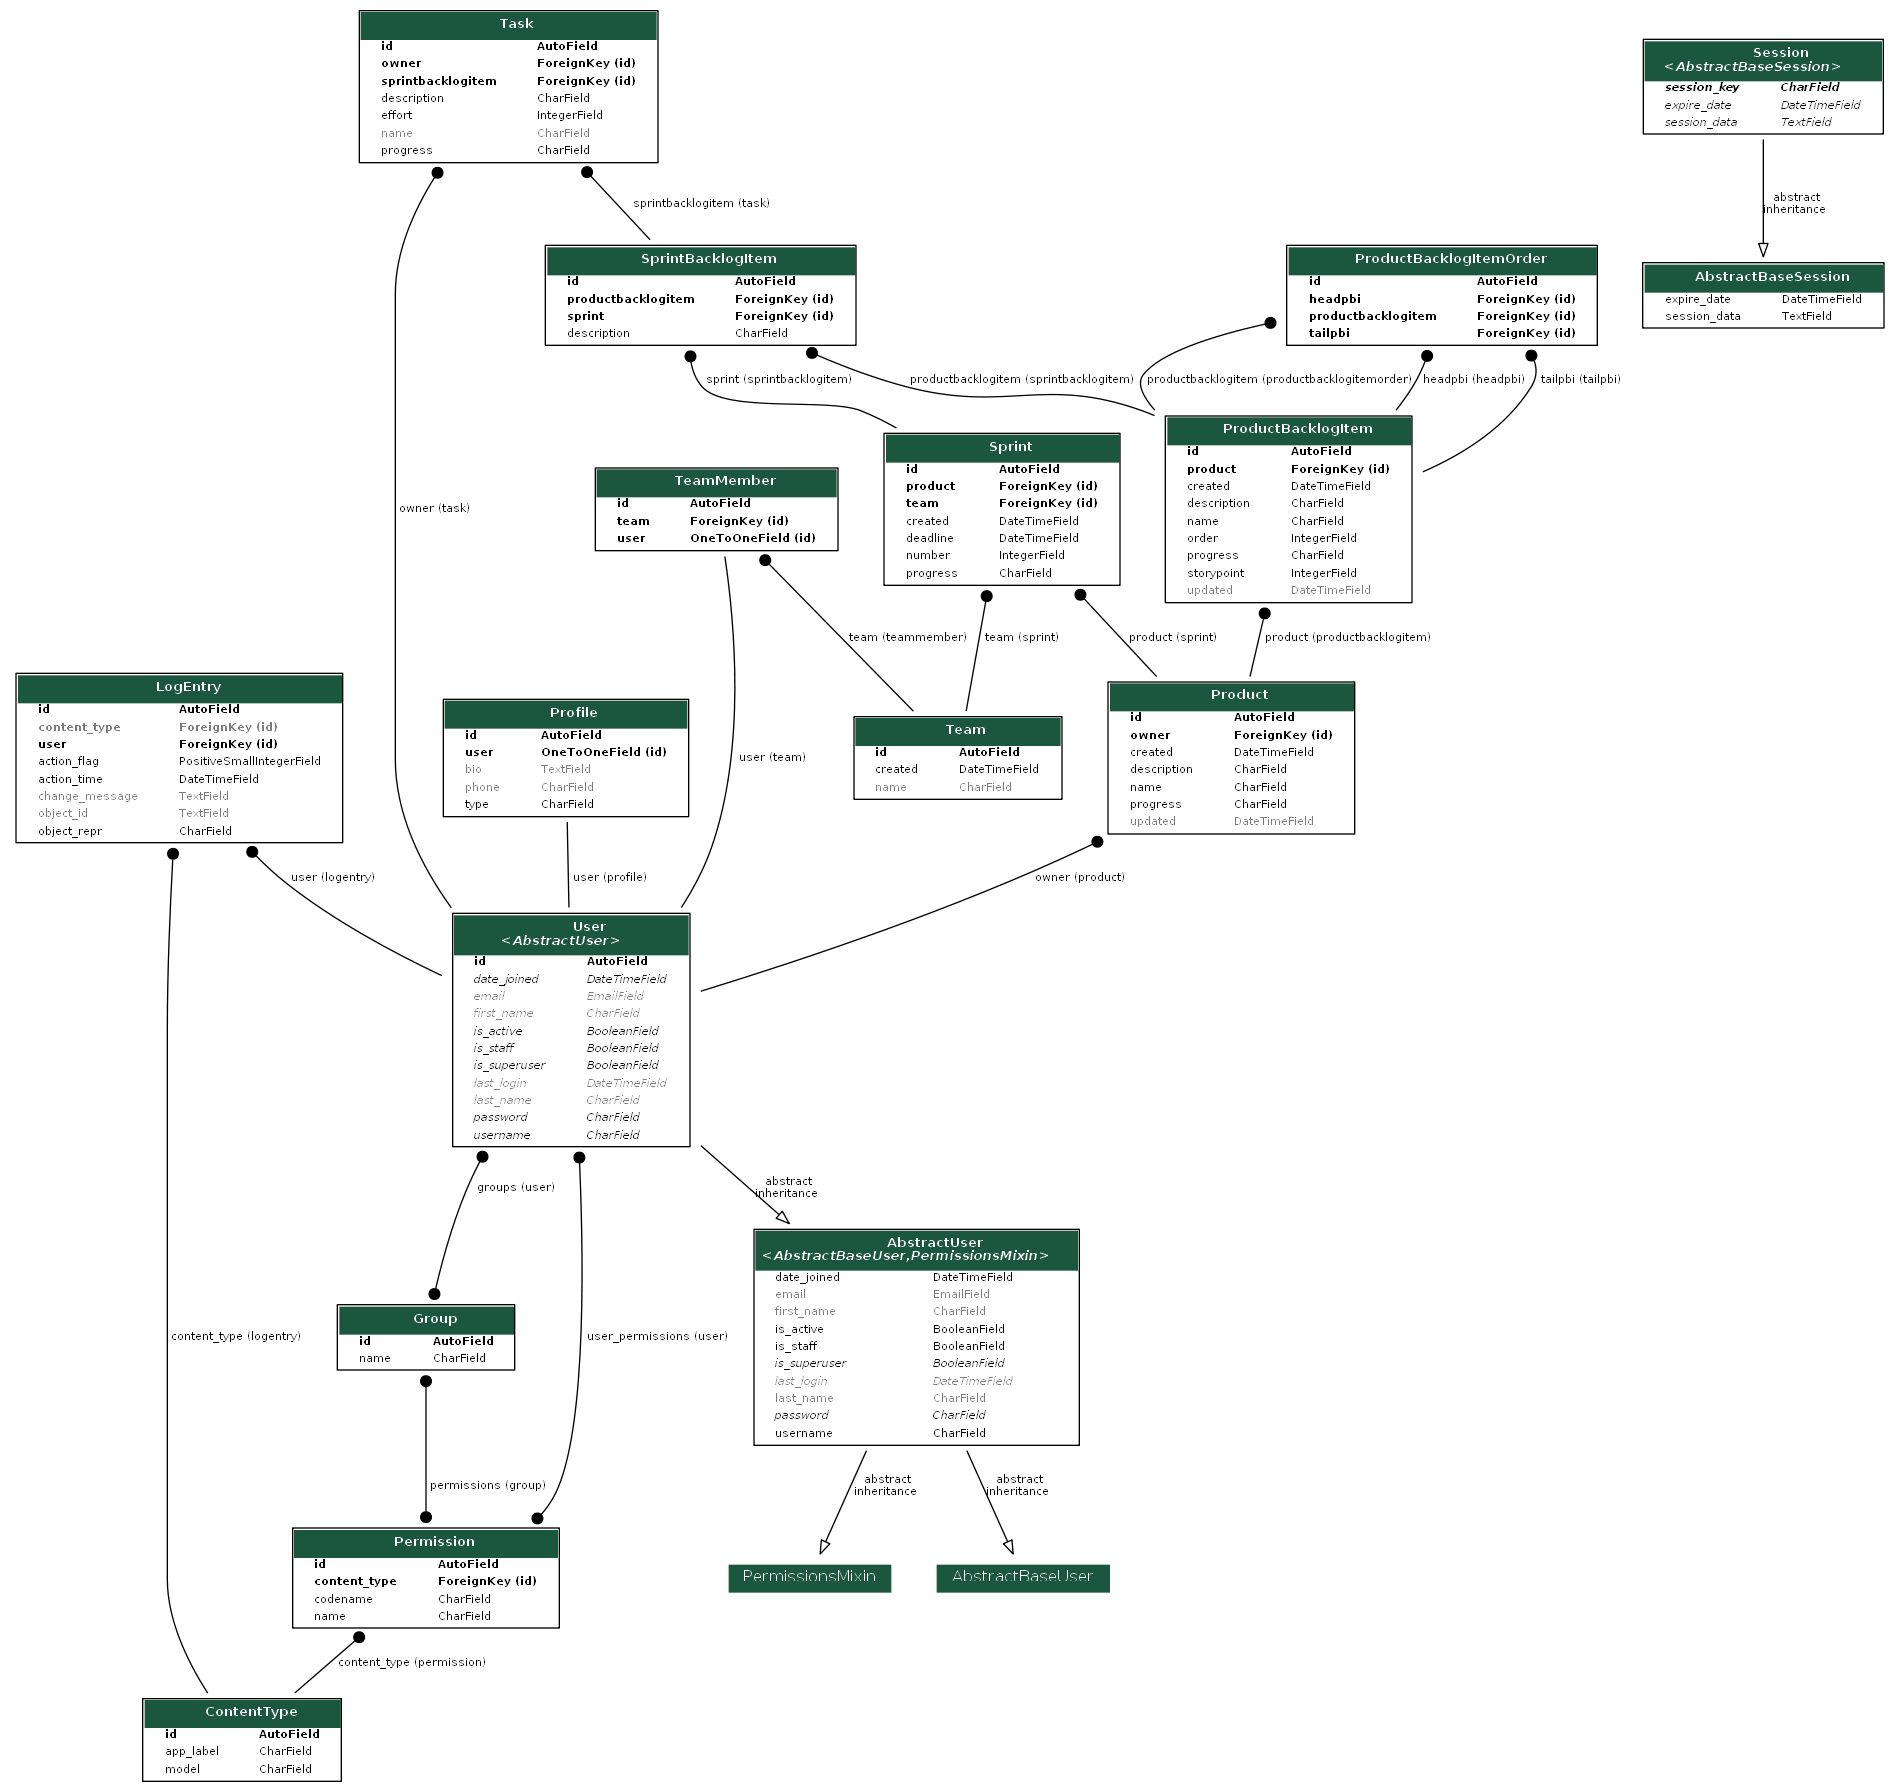 Task
id AutoField
owner ForeignKey (id)
sprintbacklogitem ForeignKey (id)
description CharField
effort IntegerField
name CharField
progress CharField
Session
<AbstractBaseSession>
session_key CharField
expire_date DateTimeField
session_data TextField
sprintbacklogitem (task)
abstract
inheritance
SprintBacklogItem
id AutoField
productbacklogitem ForeignKey (id)
sprint ForeignKey (id)
description CharField
ProductBacklogItemOrder
id AutoField
headpbi ForeignKey (id)
productbacklogitem ForeignKey (id)
tailpbi ForeignKey (id)
AbstractBaseSession
expire_date DateTimeField
session_data TextField
sprint (sprintbacklogitem)
productbacklogitem (sprintbacklogitem)
productbacklogitem (productbacklogitemorder)
headpbi (headpbi)
tailpbi (tailpbi)
owner (task)
TeamMember
id AutoField
team ForeignKey (id)
user OneToOneField (id)
Sprint
id AutoField
product ForeignKey (id)
team ForeignKey (id)
created DateTimeField
deadline DateTimeField
number IntegerField
progress CharField
ProductBacklogItem
id AutoField
product ForeignKey (id)
created DateTimeField
description CharField
name CharField
order IntegerField
progress CharField
storypoint IntegerField
updated DateTimeField
team (teammember)
team (sprint)
product (sprint)
product (productbacklogitem)
LogEntry
id AutoField
content_type ForeignKey (id)
user ForeignKey (id)
action_flag PositiveSmallIntegerField
action_time DateTimeField
change_message TextField
object_id TextField
object_repr CharField
Profile
id AutoField
user OneToOneField (id)
bio TextField
phone CharField
type CharField
user (team)
Team
id AutoField
created DateTimeField
name CharField
Product
id AutoField
owner ForeignKey (id)
created DateTimeField
description CharField
name CharField
progress CharField
updated DateTimeField
user (logentry)
user (profile)
owner (product)
User
<AbstractUser>
id AutoField
date_joined DateTimeField
email EmailField
first_name CharField
is_active BooleanField
is_staff BooleanField
is_superuser BooleanField
last_login DateTimeField
last_name CharField
password CharField
username CharField
groups (user)
abstract
inheritance
AbstractUser
<AbstractBaseUser,PermissionsMixin>
date_joined DateTimeField
email EmailField
first_name CharField
is_active BooleanField
is_staff BooleanField
is_superuser BooleanField
last_login DateTimeField
last_name CharField
password CharField
username CharField
Group
id AutoField
name CharField
content_type (logentry)
user_permissions (user)
permissions (group)
abstract
inheritance
abstract
inheritance
Permission
id AutoField
content_type ForeignKey (id)
codename CharField
name CharField
PermissionsMixin
AbstractBaseUser
content_type (permission)
ContentType
id AutoField
app_label CharField
model CharField